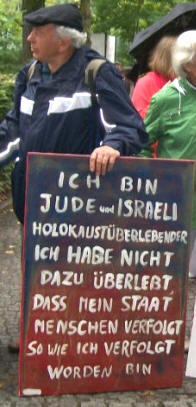 ICH BIN
JUDE und ISRAELI
HOLOKAUSTÜBERLEBENDER
ICH HABE NICHT
DAZU ÜBERLEBT,
DASS MEIN STAAT
MENSCHEN VERFOLGT
SO WIE ICH VERFOLGT
WORDEN BIN